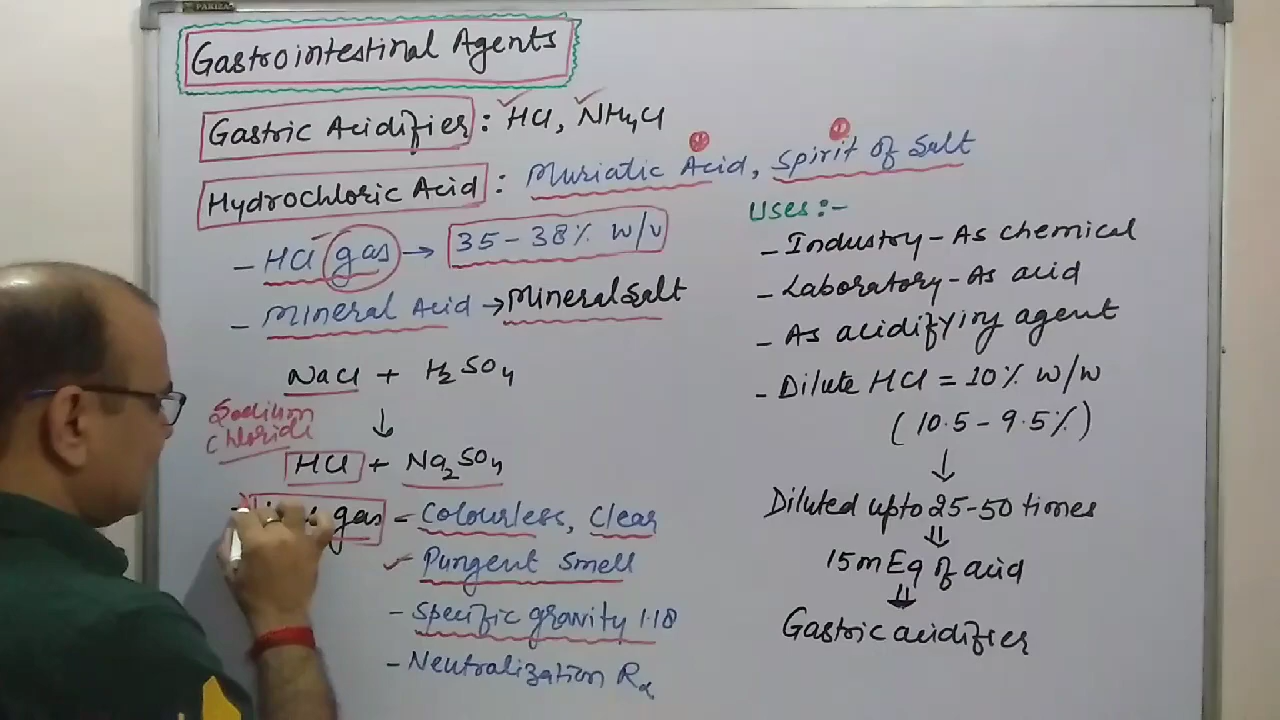 PARIZA
Gastrointestinal Agents
Gastric Acidifier : HCl, NH4Cl
Hydrochloric Acid : Muriatic Acid, Spirit of Salt
- HCl gas → 35-38% w/v
- Mineral Acid → Mineral Salt
NaCl + H2SO4
Sodium
Chloride
↓
HCl + Na2SO4
gas - Colourless, Clear
Pungent Smell
- Specific gravity 1.18
- Neutralization Rx
Uses :-
- Industry - As chemical
- Laboratory - As acid
- As acidifying agent
- Dilute HCl = 10% w/w
(10.5 - 9.5%)
↓
Diluted upto 25-50 times
⇓
15 mEq of acid
⇓
Gastric acidifier